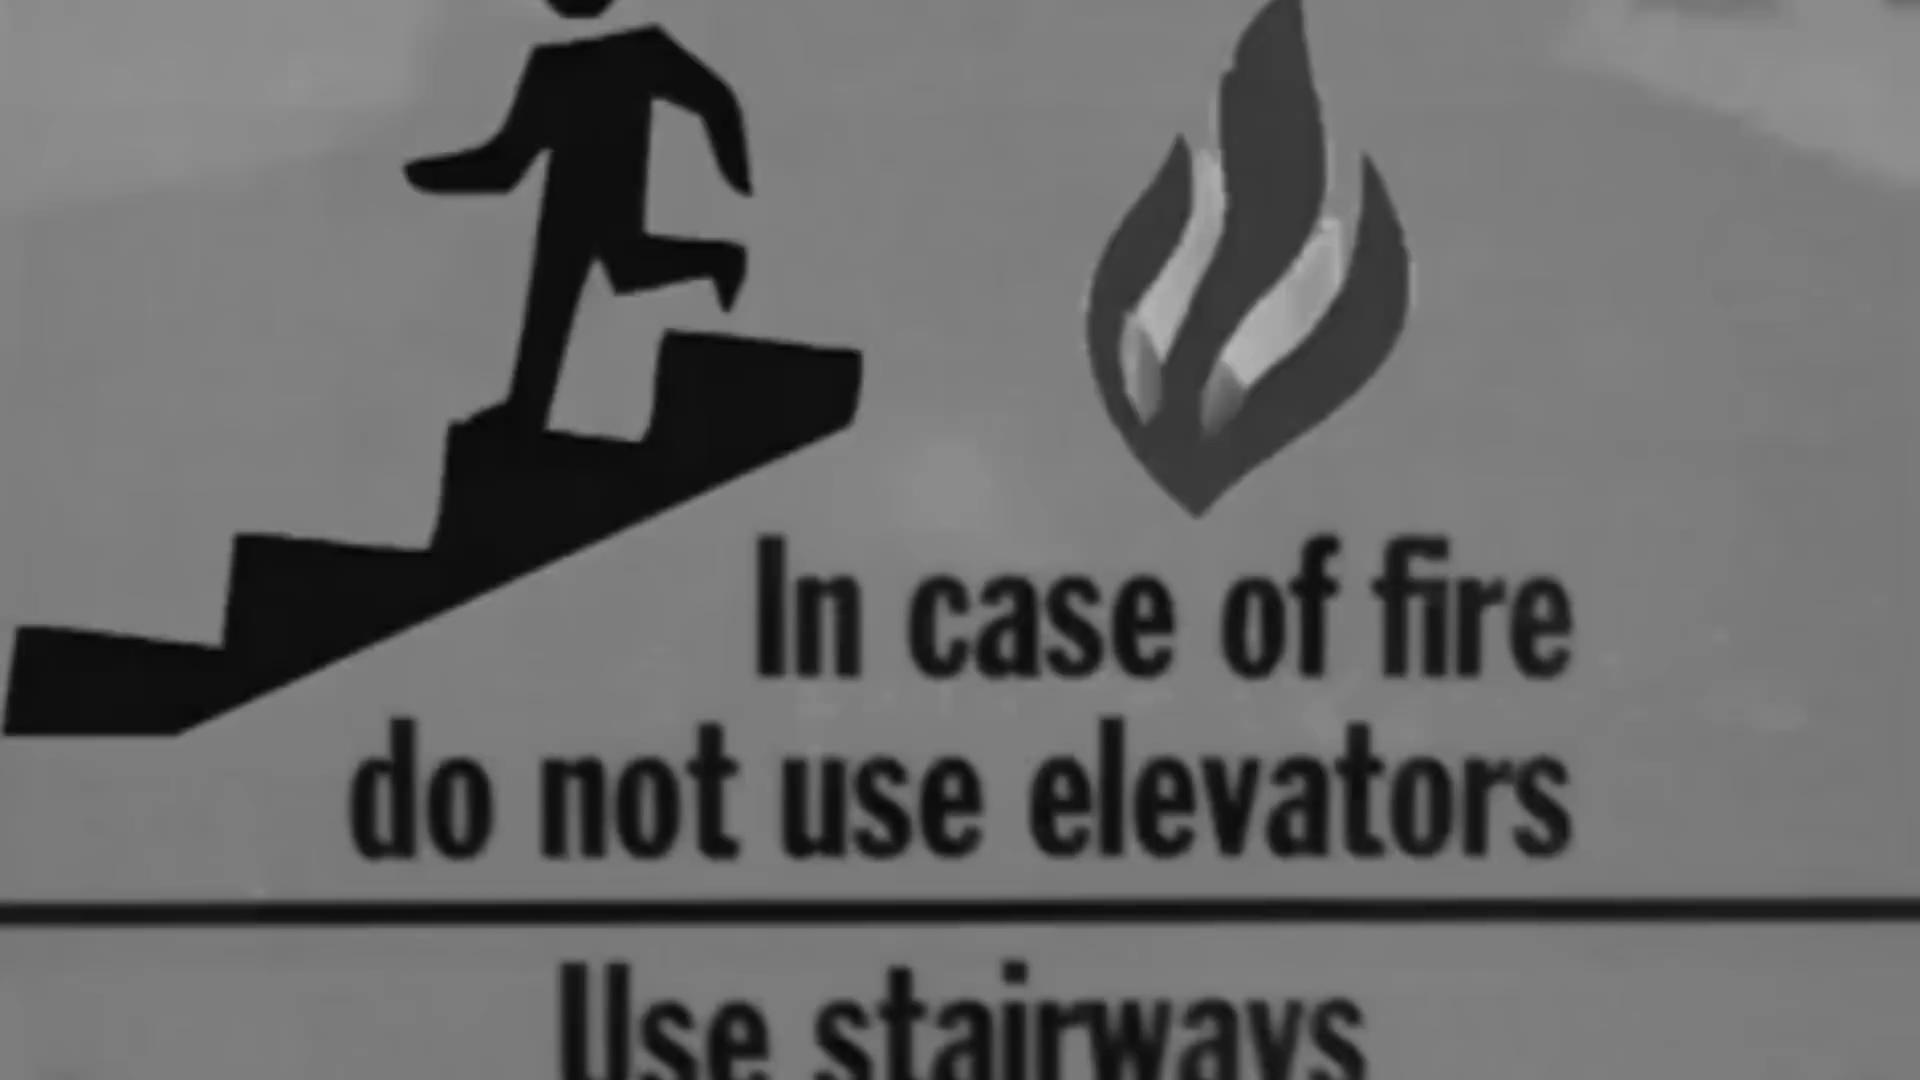 In case of fire
do not use elevators
Use stairways